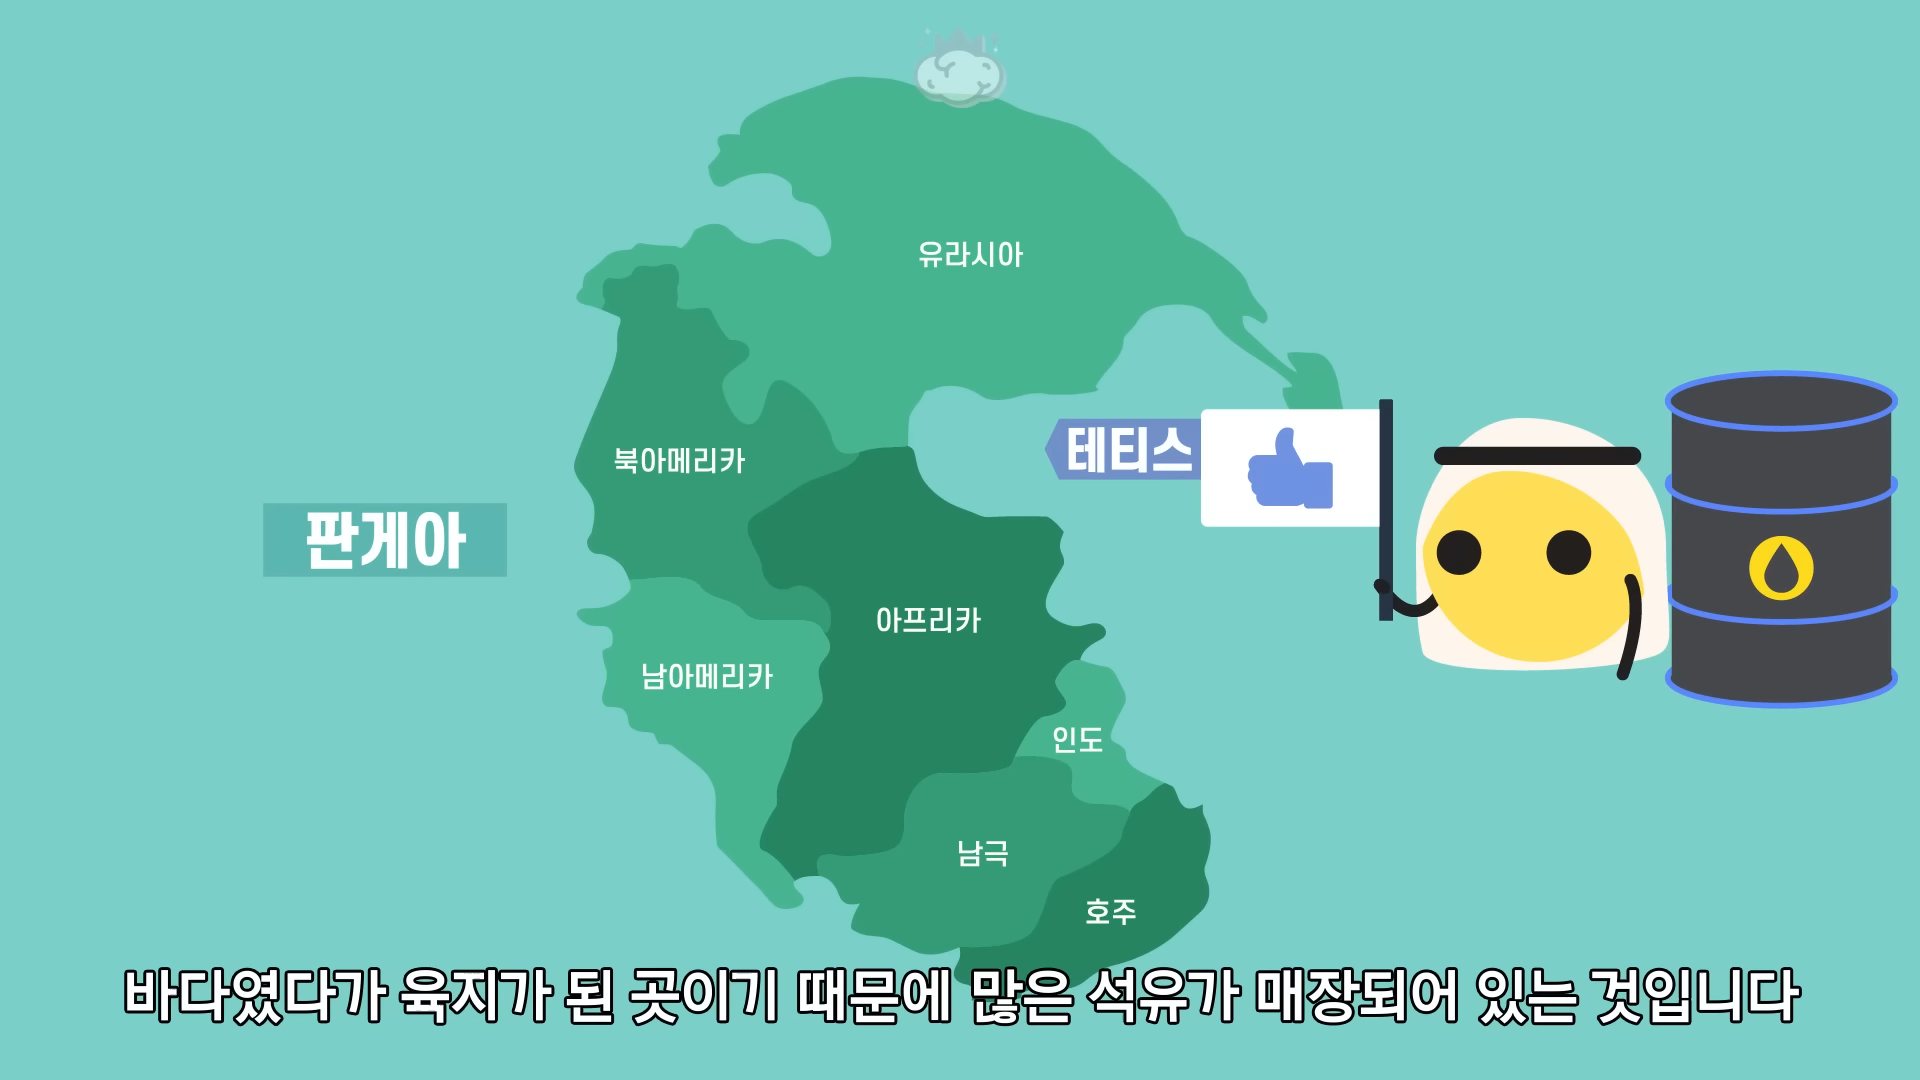 유라시아
테티스
북아메리카
판게아
아프리카
남아메리카
인도
남극
호주
바다였다가 육지가 된 곳이기 때문에 많은 석유가 매장되어 있는 것입니다